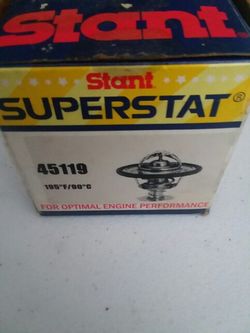 Stant
Stant
SUPERSTAT®
45119
195°F/90°C
FOR OPTIMAL ENGINE PERFORMANCE